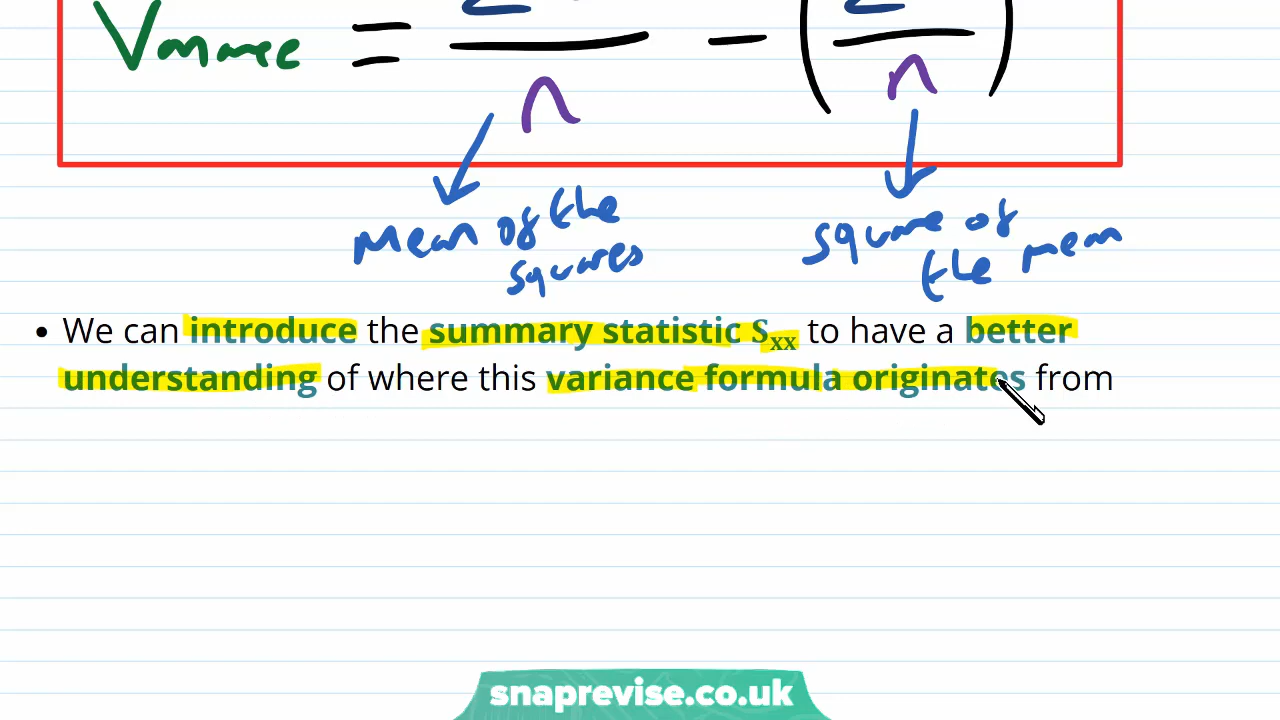 Variance = Σ / n - ( Σ / n )
mean of the squares
square of the mean
• We can introduce the summary statistic Sxx to have a better
understanding of where this variance formula originates from
snaprevise.co.uk